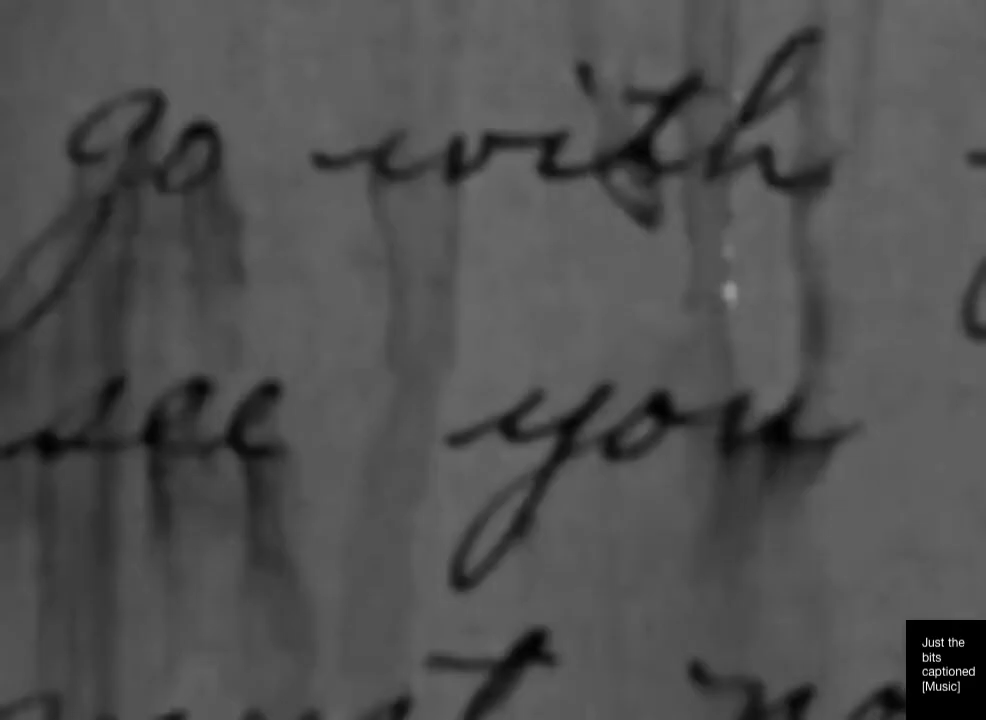 go with
see you
Just the
bits
captioned
[Music]